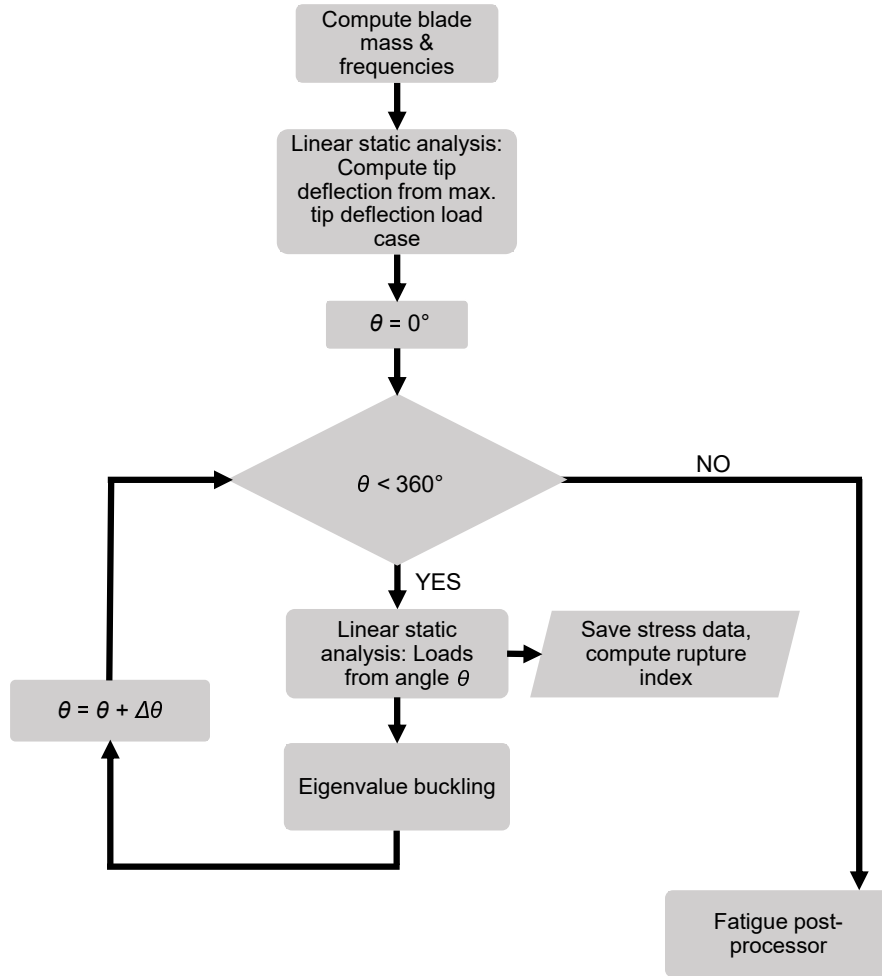 Compute blade
mass &
frequencies
Linear static analysis:
Compute tip
deflection from max.
tip deflection load
case
θ = 0°
θ < 360°
NO
YES
Linear static
analysis: Loads
from angle θ
Save stress data,
compute rupture
index
θ = θ + Δθ
Eigenvalue buckling
Fatigue post-
processor